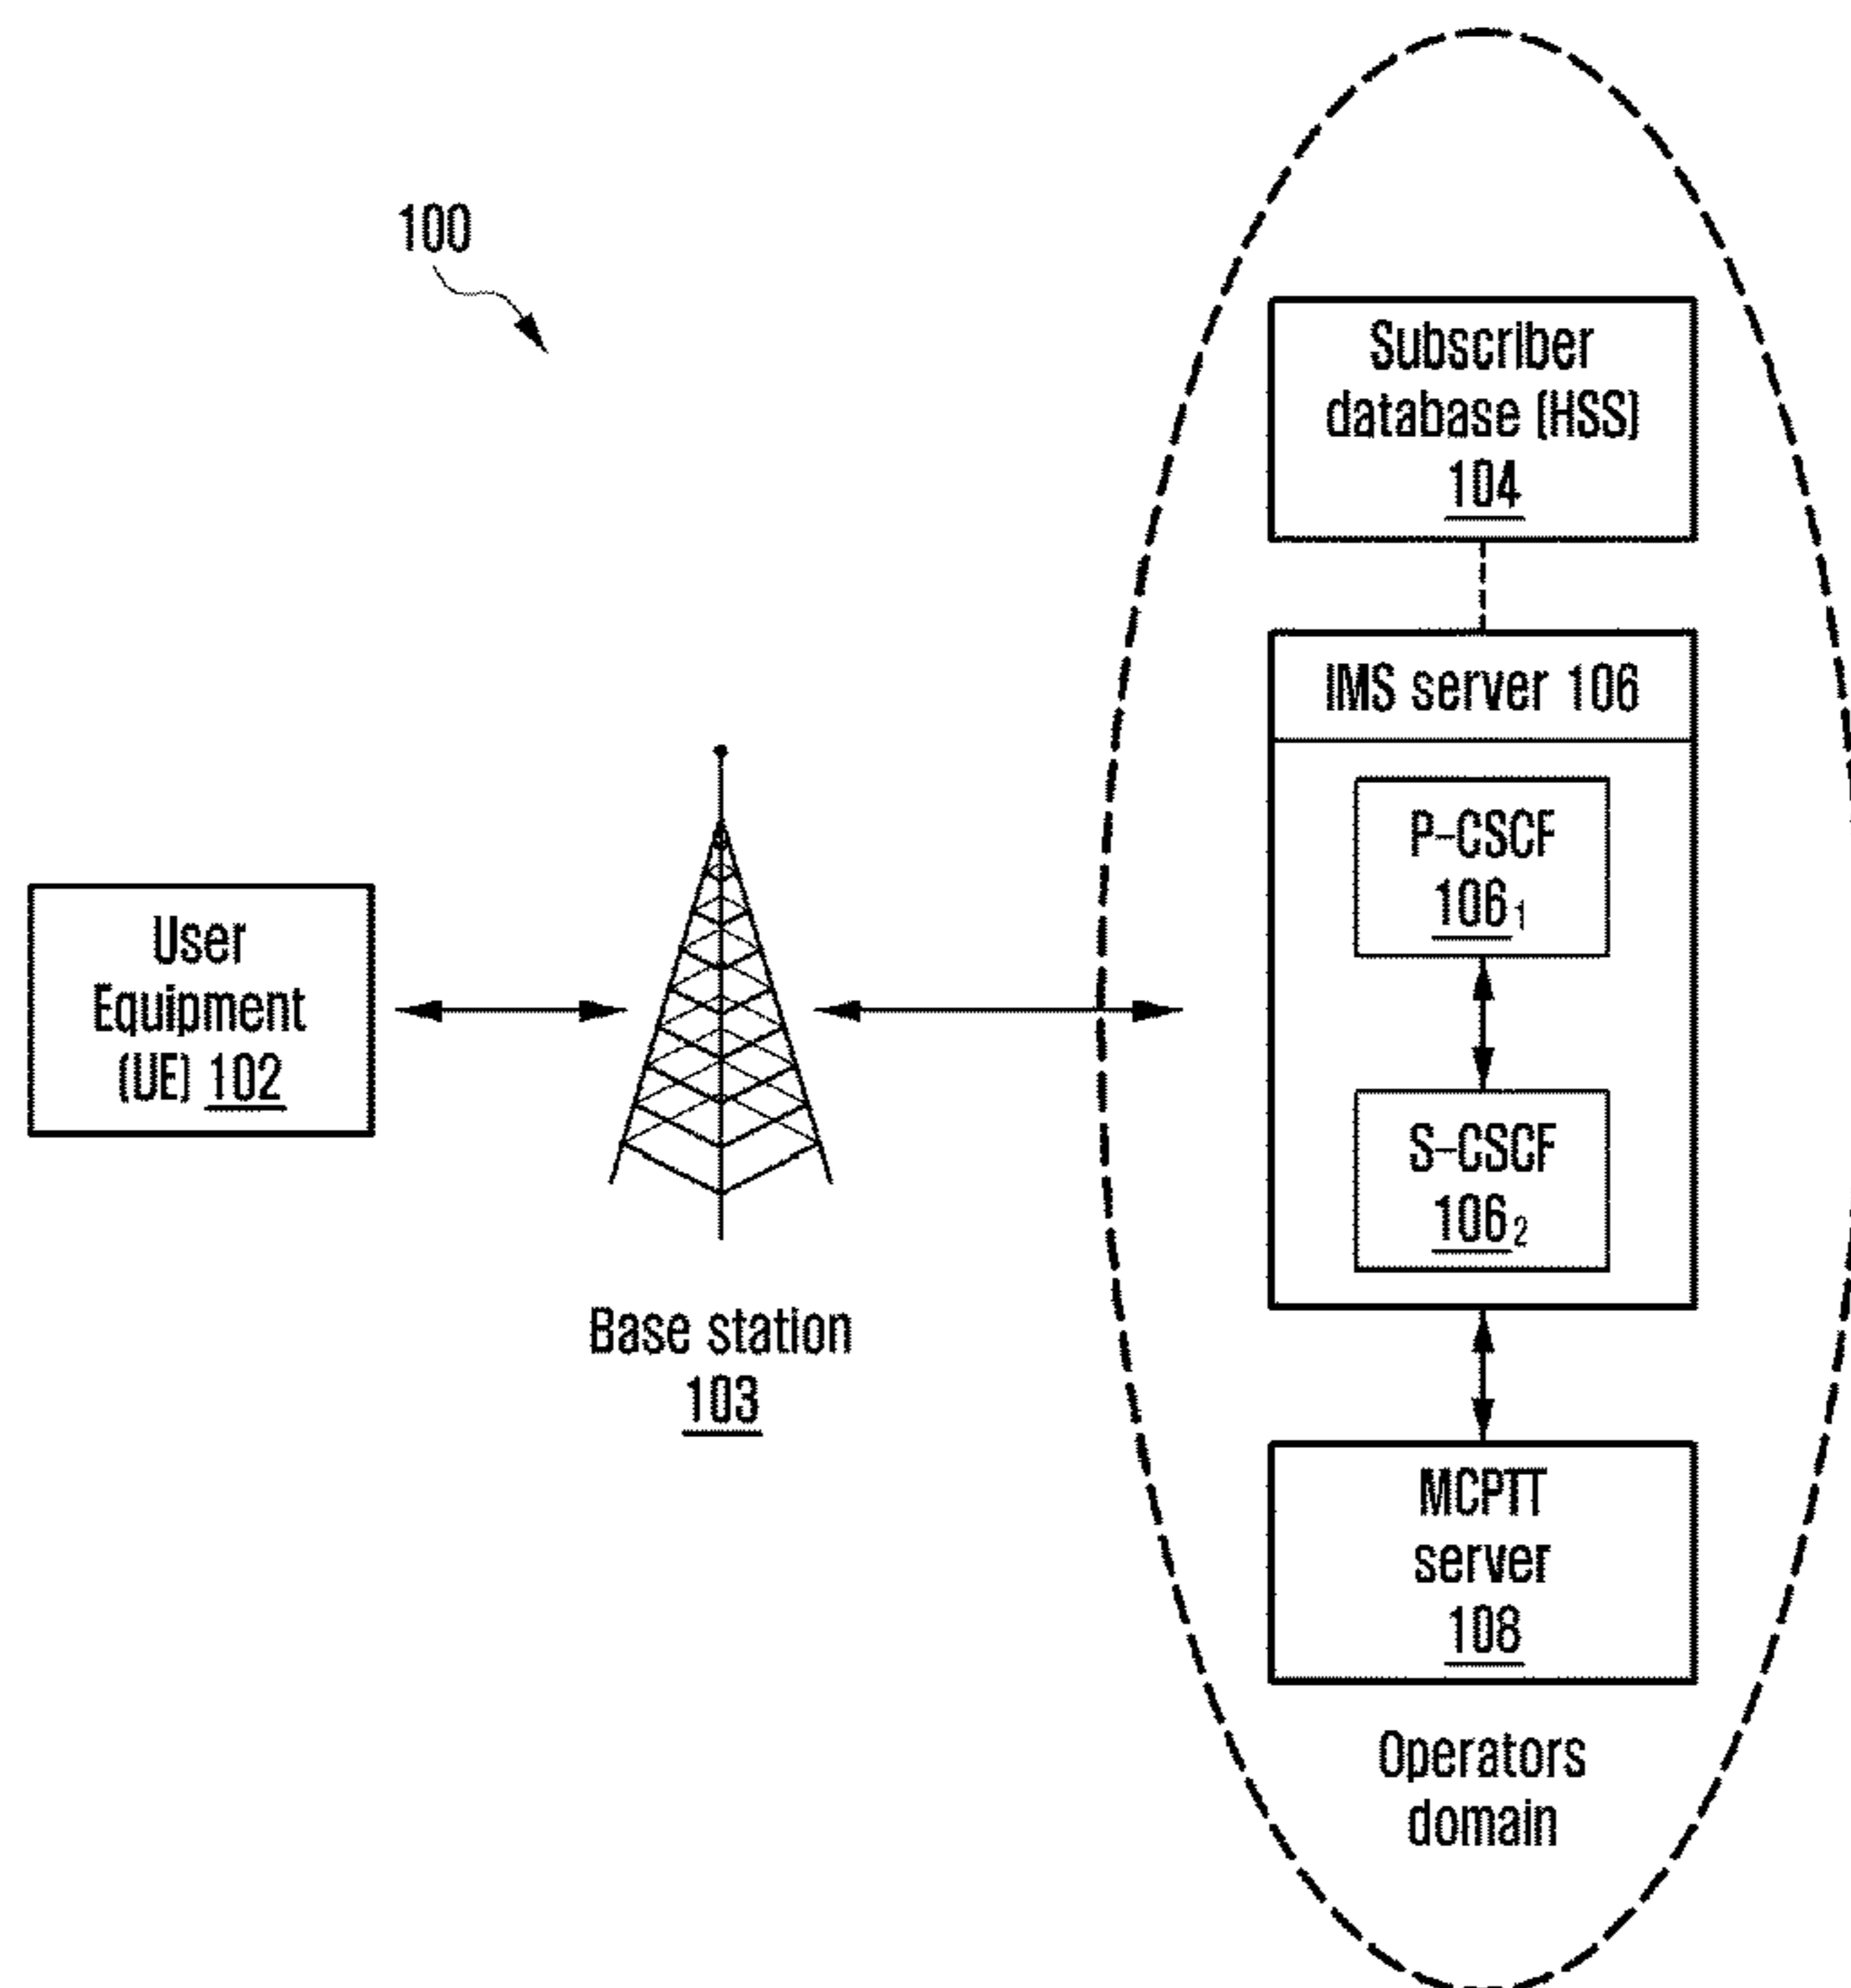 100
Subscriber
database (HSS)
104
IMS server 106
P-CSCF
106₁
S-CSCF
106₂
User
Equipment
(UE) 102
Base station
103
MCPTT
server
108
Operators
domain